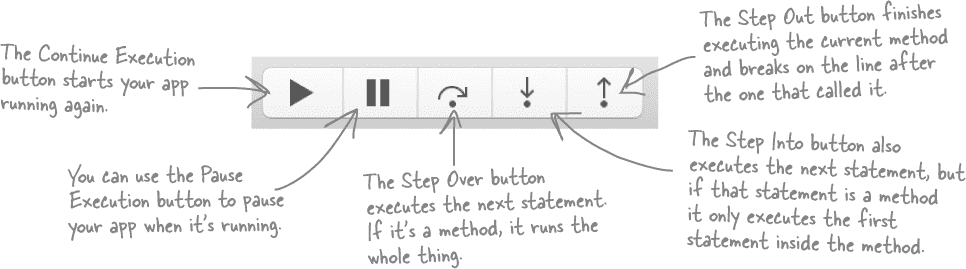 The Continue Execution
button starts your app
running again.
You can use the Pause
Execution button to pause
your app when it's running.
The Step Over button
executes the next statement.
If it's a method, it runs the
whole thing.
The Step Out button finishes
executing the current method
and breaks on the line after
the one that called it.
The Step Into button also
executes the next statement, but
if that statement is a method
it only executes the first
statement inside the method.